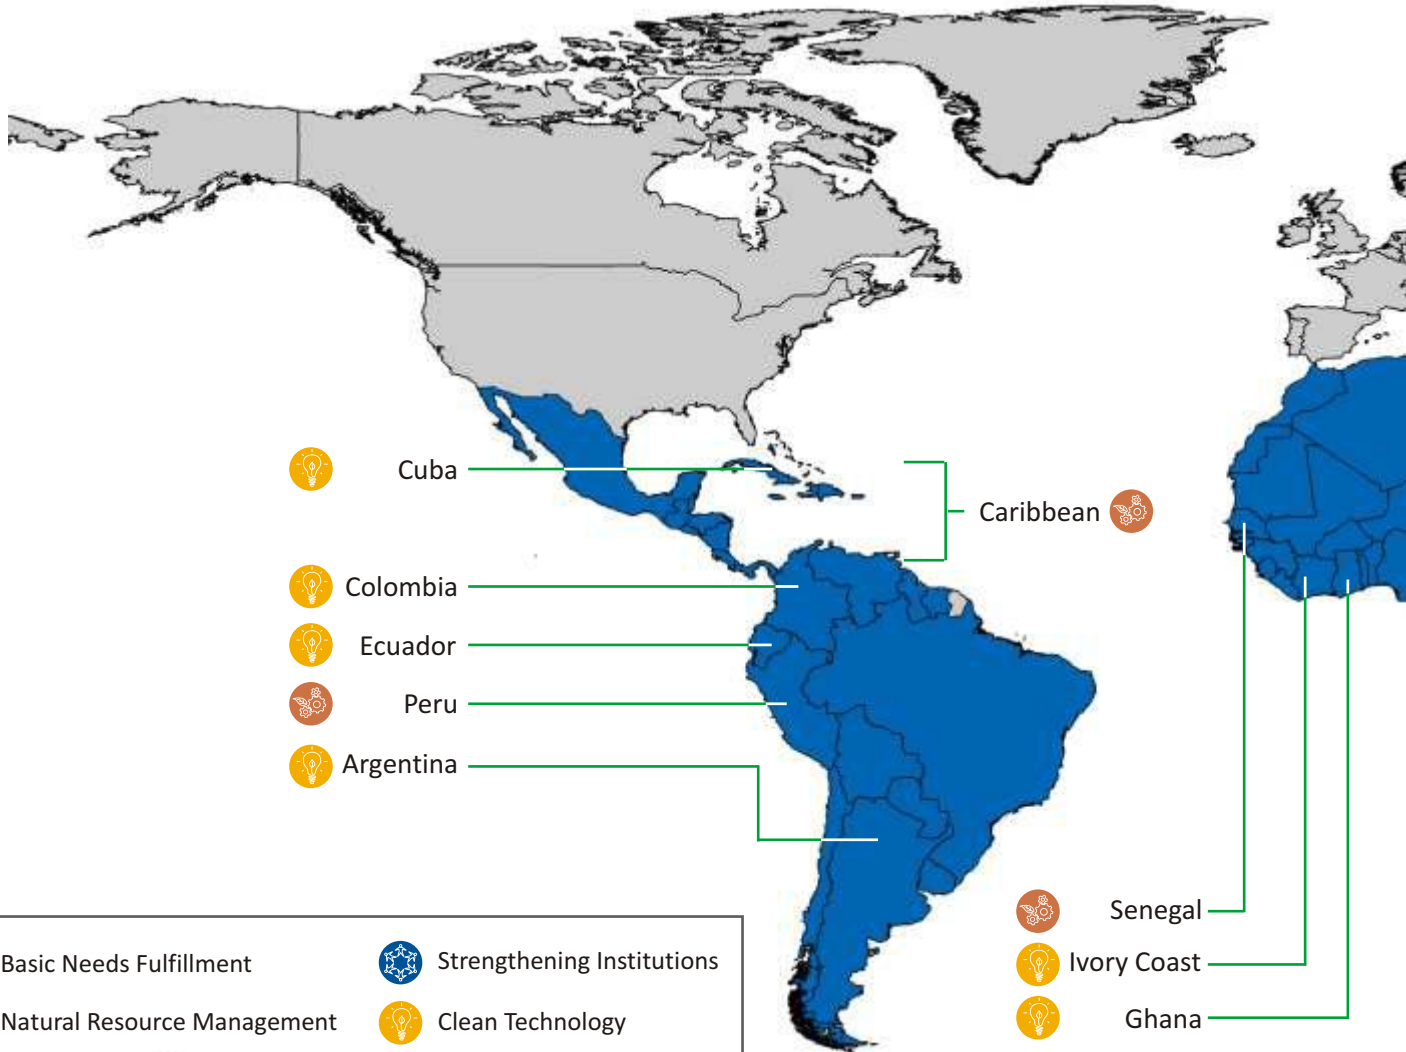 Cuba
Caribbean
Colombia
Ecuador
Peru
Argentina
Senegal
Ivory Coast
Ghana
Basic Needs Fulfillment
Strengthening Institutions
Natural Resource Management
Clean Technology